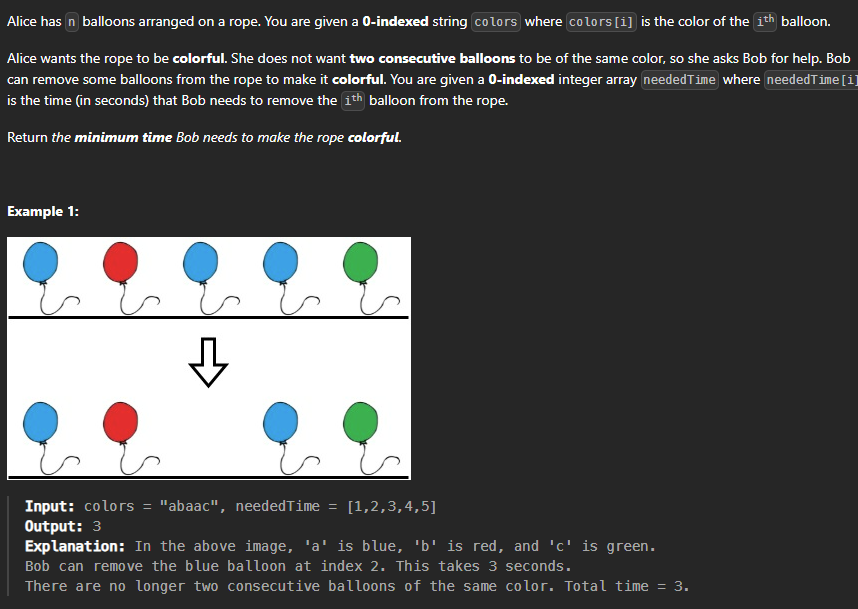 Alice has n balloons arranged on a rope. You are given a 0-indexed string colors where colors[i] is the color of the ith balloon.
Alice wants the rope to be colorful. She does not want two consecutive balloons to be of the same color, so she asks Bob for help. Bob
can remove some balloons from the rope to make it colorful. You are given a 0-indexed integer array neededTime where neededTime[i]
is the time (in seconds) that Bob needs to remove the ith balloon from the rope.
Return the minimum time Bob needs to make the rope colorful.
Example 1:
Input: colors = "abaac", neededTime = [1,2,3,4,5]
Output: 3
Explanation: In the above image, 'a' is blue, 'b' is red, and 'c' is green.
Bob can remove the blue balloon at index 2. This takes 3 seconds.
There are no longer two consecutive balloons of the same color. Total time = 3.